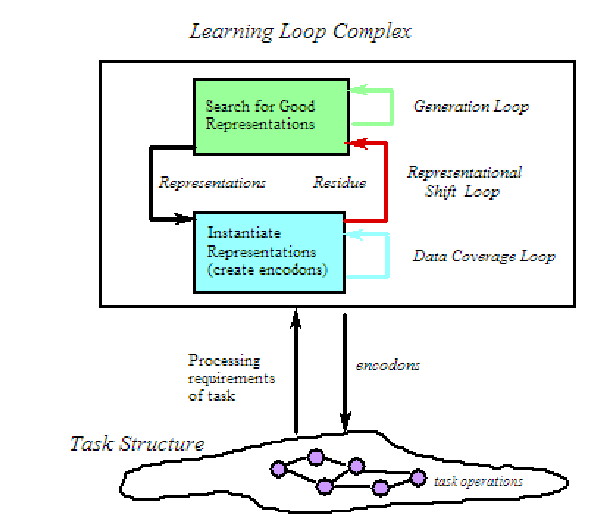 Learning Loop Complex
Search for Good
Representations
Generation Loop
Representations
Residue
Representational
Shift Loop
Instantiate
Representations
(create encodons)
Data Coverage Loop
Processing
requirements
of task
encodons
Task Structure
task operations